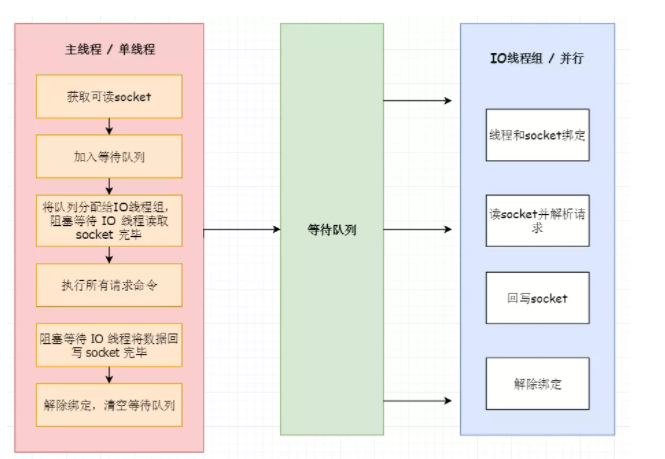 主线程 / 单线程
获取可读socket
加入等待队列
将队列分配给IO线程组,
阻塞等待 IO 线程读取
socket 完毕
执行所有请求命令
阻塞等待 IO 线程将数据回
写 socket 完毕
解除绑定，清空等待队列
等待队列
IO线程组 / 并行
线程和socket绑定
读socket并解析请
求
回写socket
解除绑定